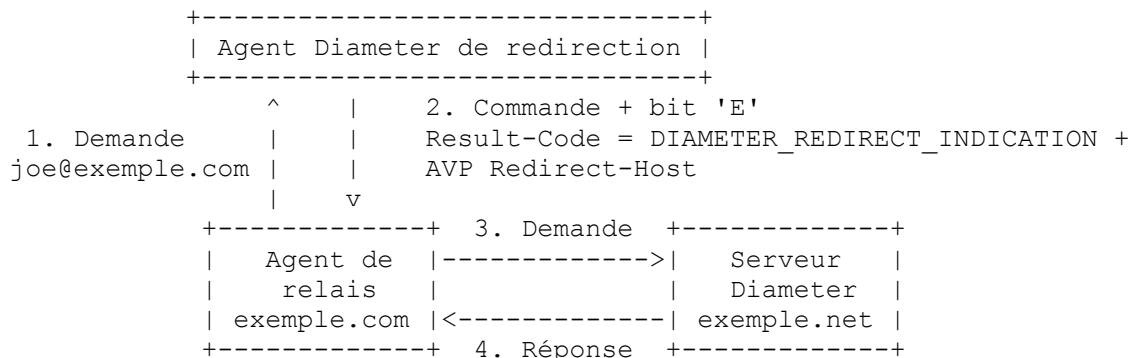 Agent Diameter de redirection
2. Commande + bit 'E'
1. Demande Result-Code = DIAMETER_REDIRECT_INDICATION +
joe@exemple.com AVP Redirect-Host
3. Demande
Agent de Serveur
relais Diameter
exemple.com exemple.net
4. Réponse